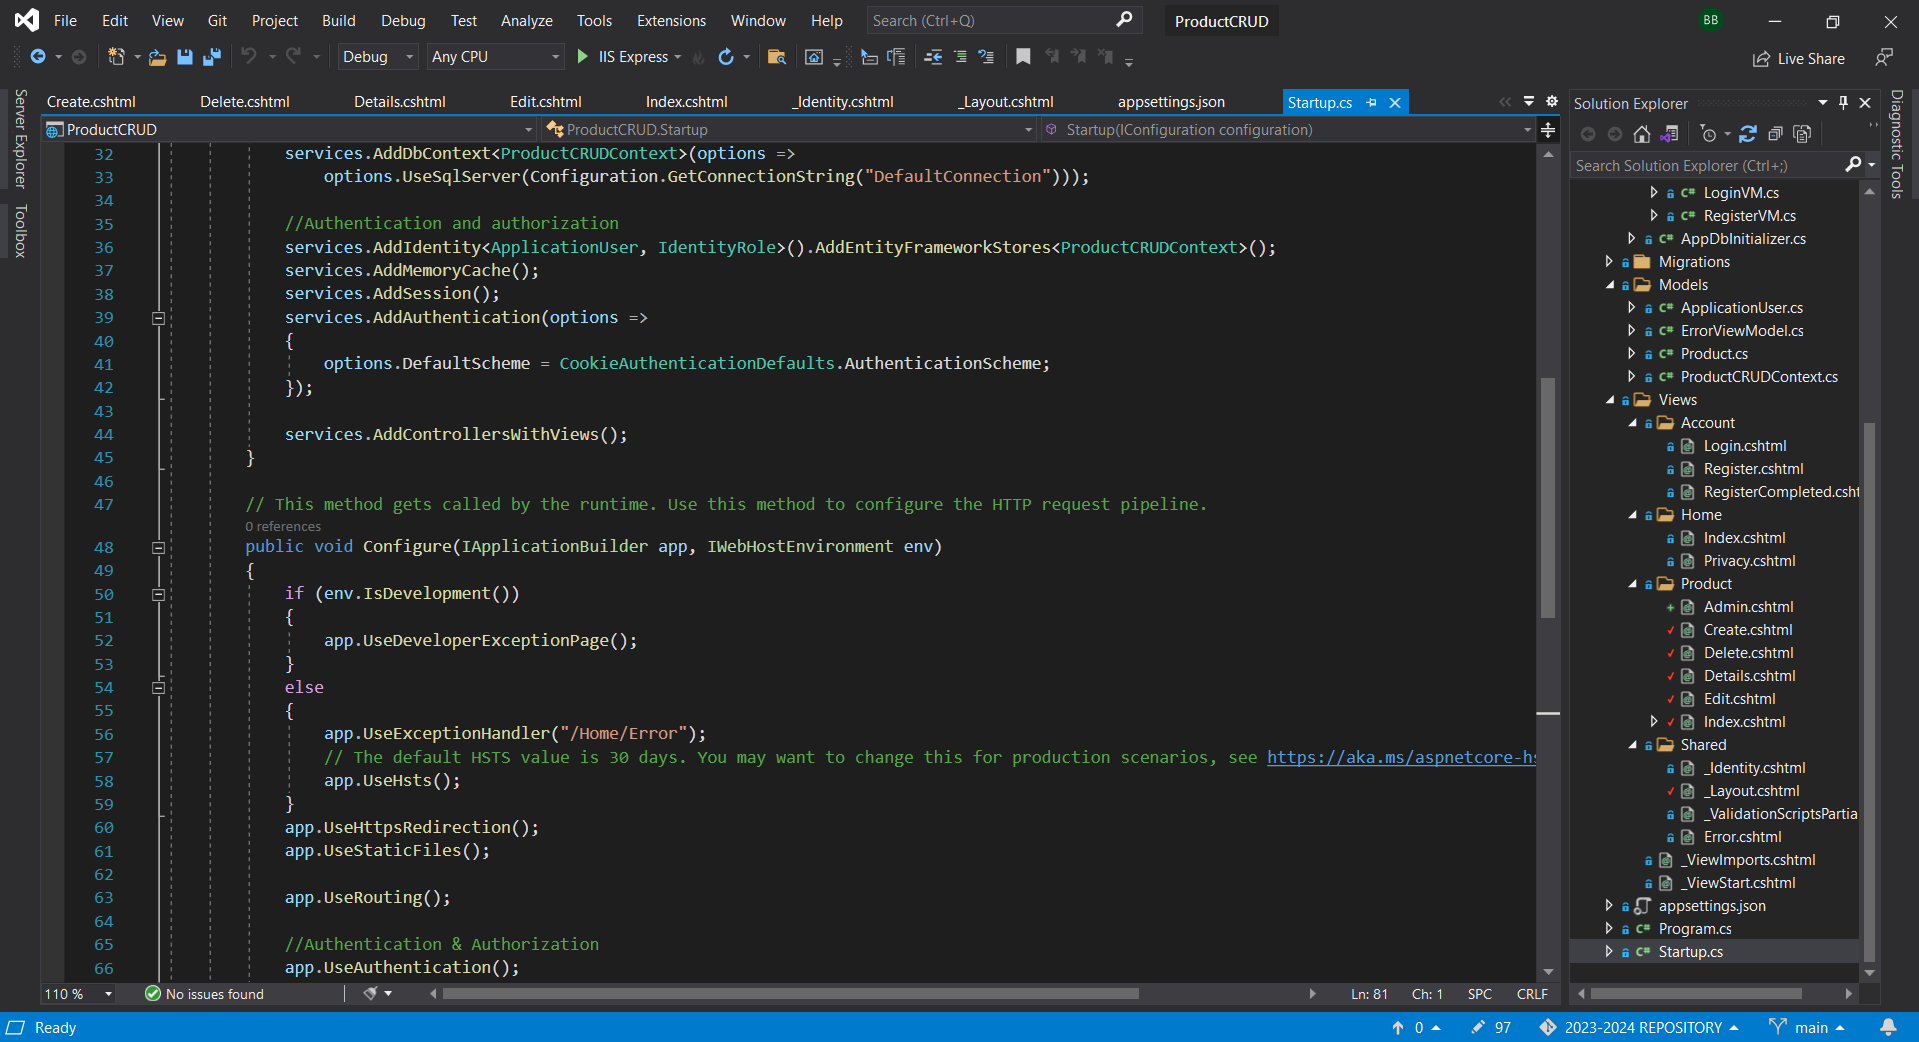 File Edit View Git Project Build Debug Test Analyze Tools Extensions Window Help Search (Ctrl+Q) ProductCRUD BB
Debug Any CPU IIS Express Live Share
Server Explorer
Toolbox
Create.cshtml Delete.cshtml Details.cshtml Edit.cshtml Index.cshtml _Identity.cshtml _Layout.cshtml appsettings.json Startup.cs
ProductCRUD ProductCRUD.Startup Startup(IConfiguration configuration)
32 services.AddDbContext<ProductCRUDContext>(options =>
33 options.UseSqlServer(Configuration.GetConnectionString("DefaultConnection")));
34
35 //Authentication and authorization
36 services.AddIdentity<ApplicationUser, IdentityRole>().AddEntityFrameworkStores<ProductCRUDContext>();
37 services.AddMemoryCache();
38 services.AddSession();
39 services.AddAuthentication(options =>
40 {
41 options.DefaultScheme = CookieAuthenticationDefaults.AuthenticationScheme;
42 });
43
44 services.AddControllersWithViews();
45 }
46
47 // This method gets called by the runtime. Use this method to configure the HTTP request pipeline.
0 references
48 public void Configure(IApplicationBuilder app, IWebHostEnvironment env)
49 {
50 if (env.IsDevelopment())
51 {
52 app.UseDeveloperExceptionPage();
53 }
54 else
55 {
56 app.UseExceptionHandler("/Home/Error");
57 // The default HSTS value is 30 days. You may want to change this for production scenarios, see https://aka.ms/aspnetcore-hs
58 app.UseHsts();
59 }
60 app.UseHttpsRedirection();
61 app.UseStaticFiles();
62
63 app.UseRouting();
64
65 //Authentication & Authorization
66 app.UseAuthentication();
110 % No issues found Ln: 81 Ch: 1 SPC CRLF
Solution Explorer
Search Solution Explorer (Ctrl+;)
C# LoginVM.cs
C# RegisterVM.cs
C# AppDbInitializer.cs
Migrations
Models
C# ApplicationUser.cs
C# ErrorViewModel.cs
C# Product.cs
C# ProductCRUDContext.cs
Views
Account
Login.cshtml
Register.cshtml
RegisterCompleted.csht
Home
Index.cshtml
Privacy.cshtml
Product
Admin.cshtml
Create.cshtml
Delete.cshtml
Details.cshtml
Edit.cshtml
Index.cshtml
Shared
_Identity.cshtml
_Layout.cshtml
_ValidationScriptsPartia
Error.cshtml
_ViewImports.cshtml
_ViewStart.cshtml
appsettings.json
C# Program.cs
C# Startup.cs
Diagnostic Tools
Ready 0 97 2023-2024 REPOSITORY main